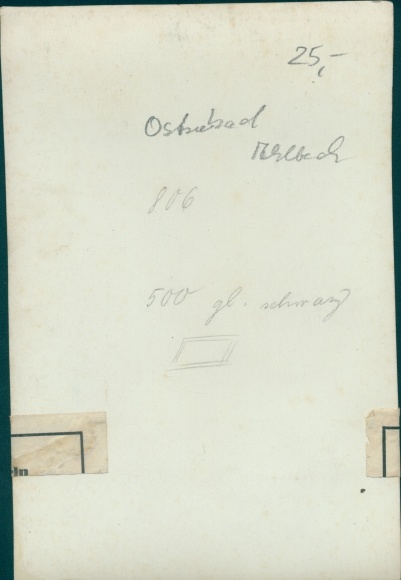 25,-
Ostseebad
806
500 gl. schwarz